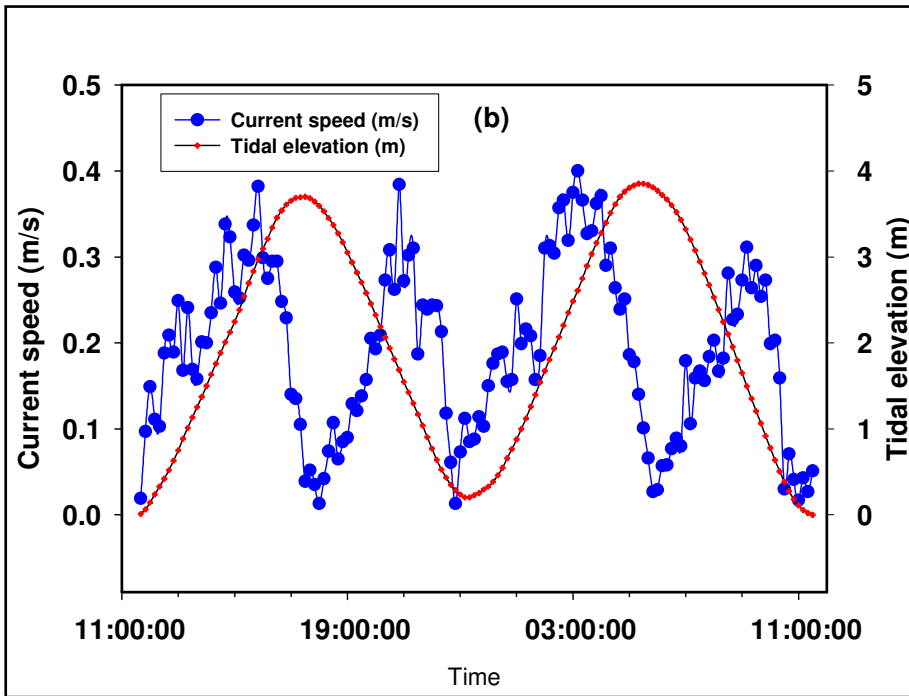 Current speed (m/s)
Tidal elevation (m)
(b)
Current speed (m/s)
0.5
0.4
0.3
0.2
0.1
0.0
Tidal elevation (m)
5
4
3
2
1
0
11:00:00 19:00:00 03:00:00 11:00:00
Time